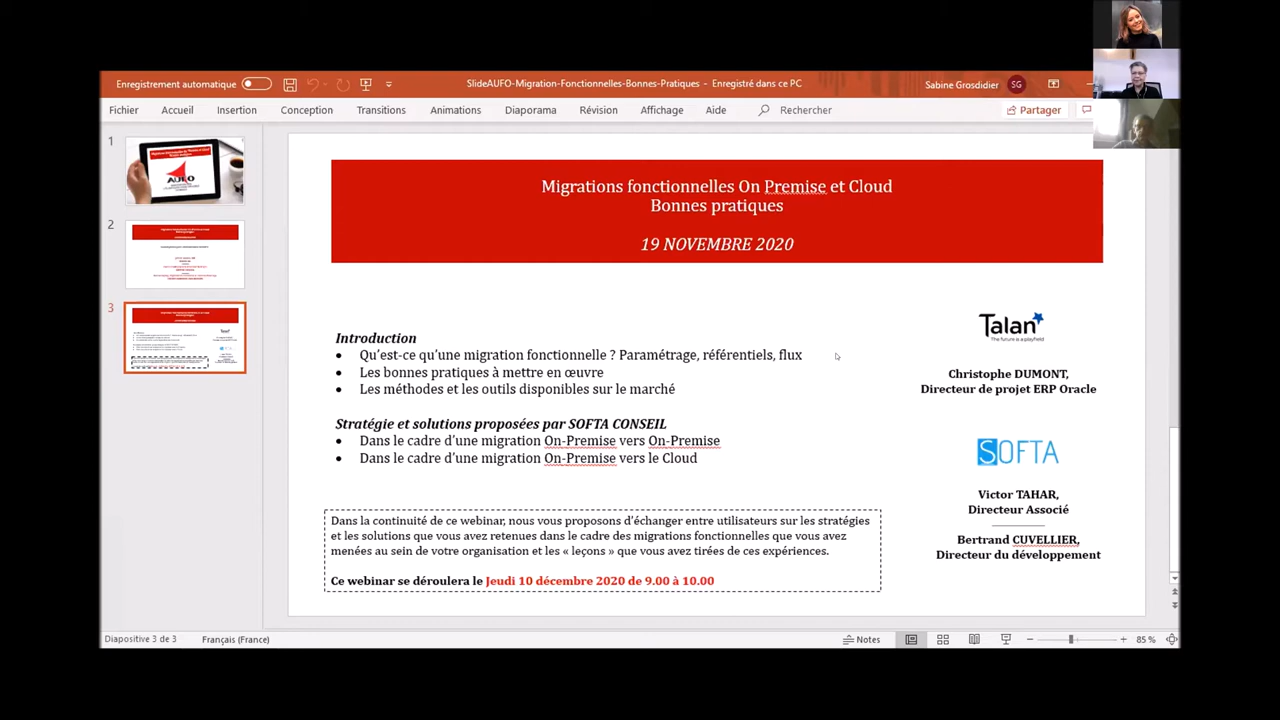 Enregistrement automatique
SlideAUFO-Migration-Fonctionnelles-Bonnes-Pratiques – Enregistré dans ce PC
Sabine Grosdidier
SG
Fichier Accueil Insertion Conception Transitions Animations Diaporama Révision Affichage Aide Rechercher
Partager
1
AUFO
2
3
Migrations fonctionnelles On Premise et Cloud
Bonnes pratiques
19 NOVEMBRE 2020
Introduction
• Qu'est-ce qu'une migration fonctionnelle ? Paramétrage, référentiels, flux
• Les bonnes pratiques à mettre en œuvre
• Les méthodes et les outils disponibles sur le marché
Stratégie et solutions proposées par SOFTA CONSEIL
• Dans le cadre d'une migration On-Premise vers On-Premise
• Dans le cadre d'une migration On-Premise vers le Cloud
Dans la continuité de ce webinar, nous vous proposons d'échanger entre utilisateurs sur les stratégies
et les solutions que vous avez retenues dans le cadre des migrations fonctionnelles que vous avez
menées au sein de votre organisation et les « leçons » que vous avez tirées de ces expériences.
Ce webinar se déroulera le Jeudi 10 décembre 2020 de 9.00 à 10.00
Talan
The future is a playfield
Christophe DUMONT,
Directeur de projet ERP Oracle
SOFTA
Victor TAHAR,
Directeur Associé
Bertrand CUVELLIER,
Directeur du développement
Diapositive 3 de 3
Français (France)
Notes
85 %